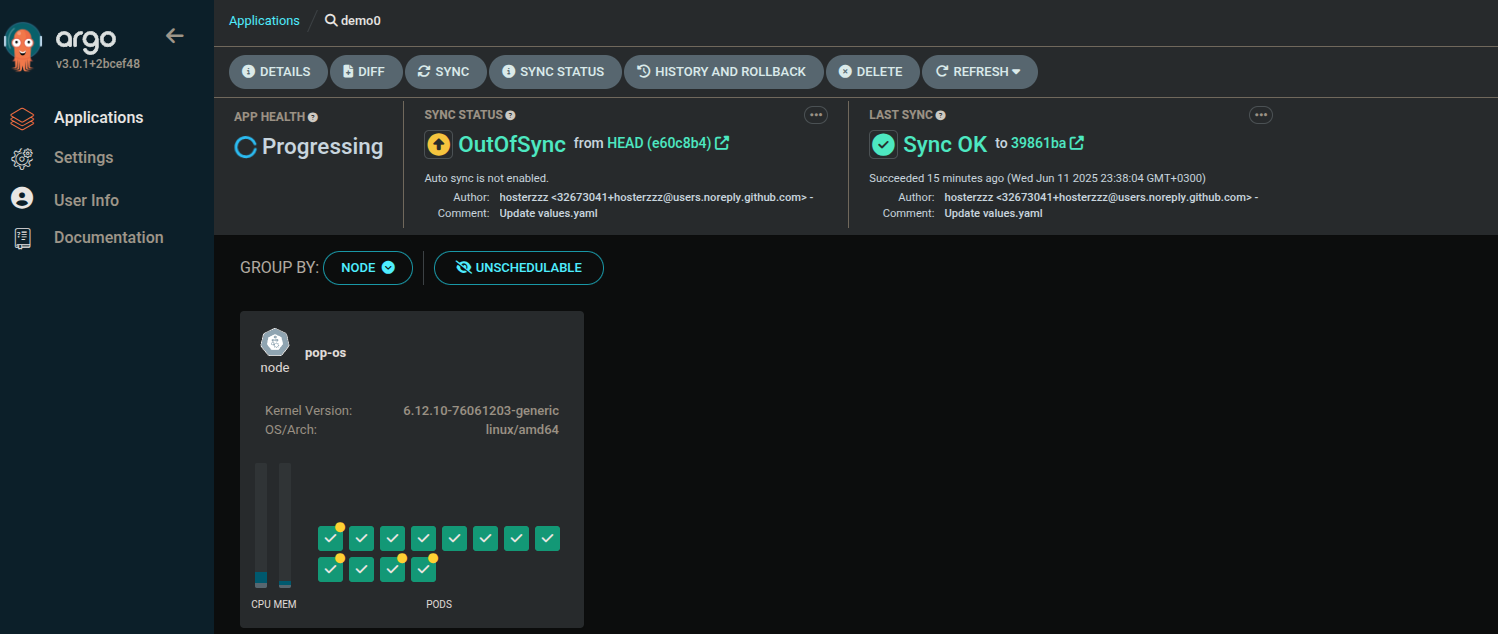 argo
v3.0.1+2bcef48
Applications
Settings
User Info
Documentation
Applications / demo0
DETAILS DIFF SYNC SYNC STATUS HISTORY AND ROLLBACK DELETE REFRESH
APP HEALTH
Progressing
SYNC STATUS
OutOfSync from HEAD (e60c8b4)
Auto sync is not enabled.
Author: hosterzzz <32673041+hosterzzz@users.noreply.github.com> -
Comment: Update values.yaml
LAST SYNC
Sync OK to 39861ba
Succeeded 15 minutes ago (Wed Jun 11 2025 23:38:04 GMT+0300)
Author: hosterzzz <32673041+hosterzzz@users.noreply.github.com> -
Comment: Update values.yaml
GROUP BY: NODE UNSCHEDULABLE
pop-os
node
Kernel Version: 6.12.10-76061203-generic
OS/Arch: linux/amd64
CPU MEM PODS